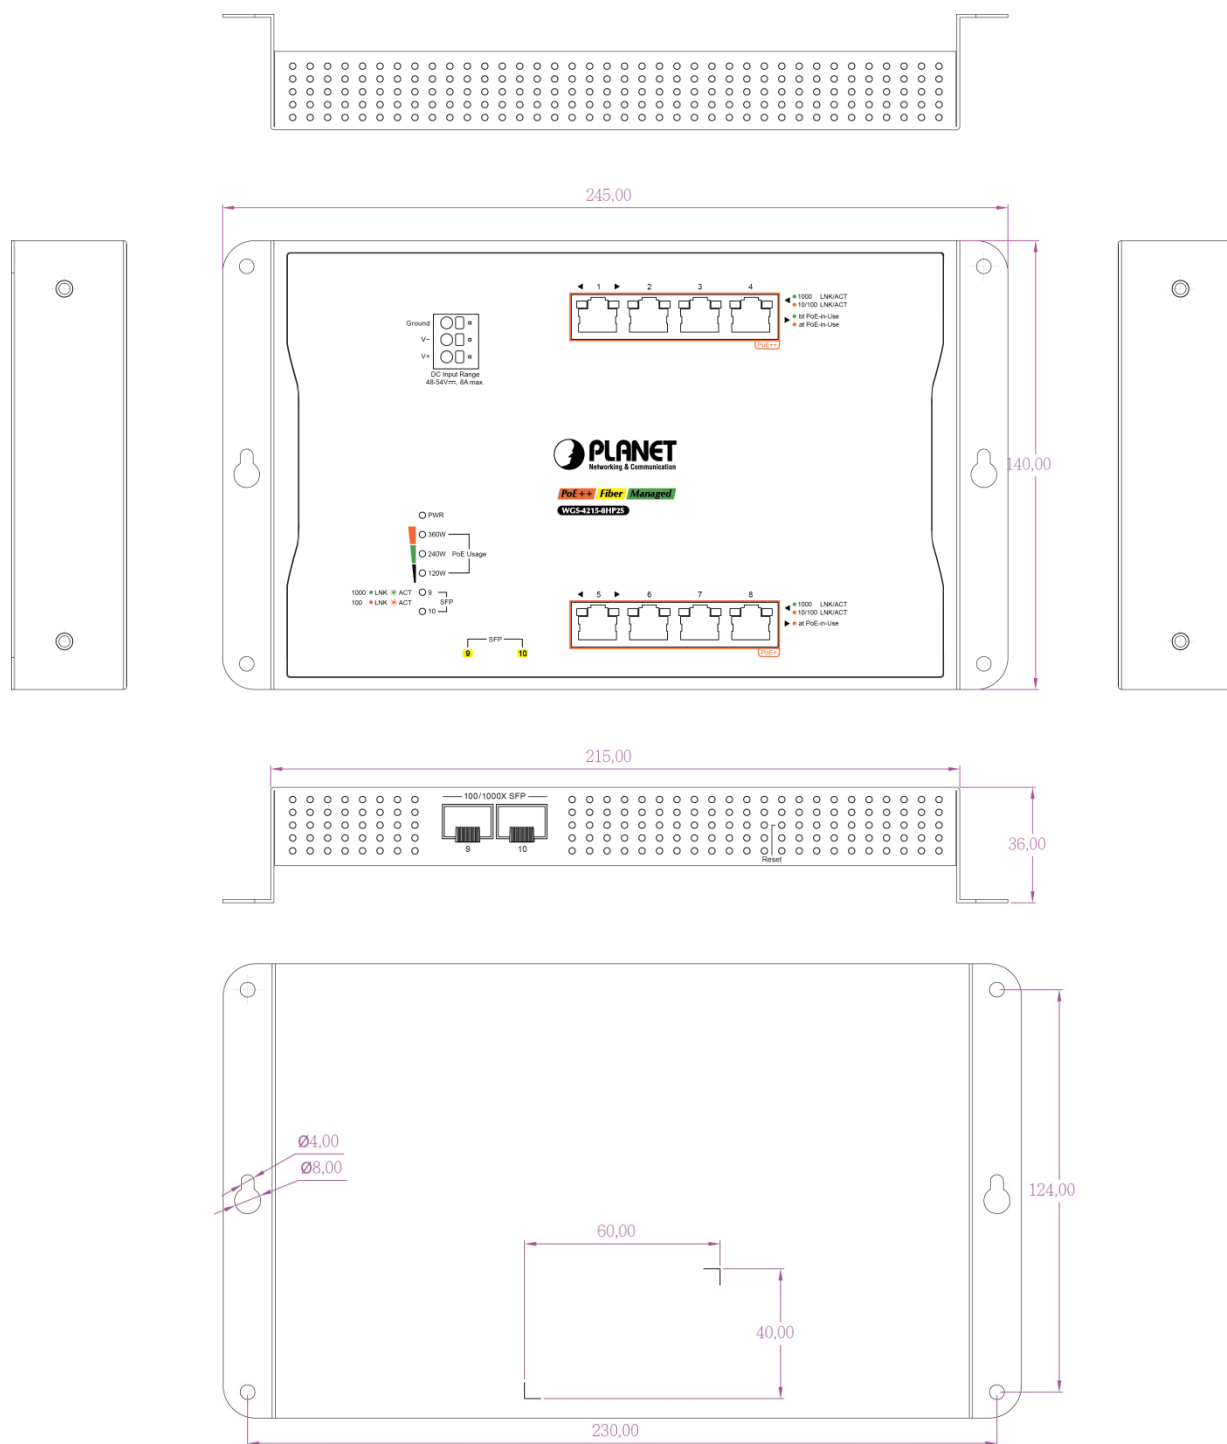 245,00
1 2 3 4
1000 LNK/ACT
10/100 LNK/ACT
bt PoE-in-Use
at PoE-in-Use
PoE++
Ground
V−
V+
DC Input Range
48-54V⎓, 8A max.
PLANET
Networking & Communication
140,00
PoE++ Fiber Managed
WGS-4215-8HP2S
PWR
360W
240W PoE Usage
120W
1000 LNK ACT 9
100 LNK ACT 10
SFP
SFP
9 10
5 6 7 8
1000 LNK/ACT
10/100 LNK/ACT
at PoE-in-Use
PoE+
215,00
100/1000X SFP
9 10
Reset
36,00
Ø4,00
Ø8,00
124,00
60,00
40,00
230,00